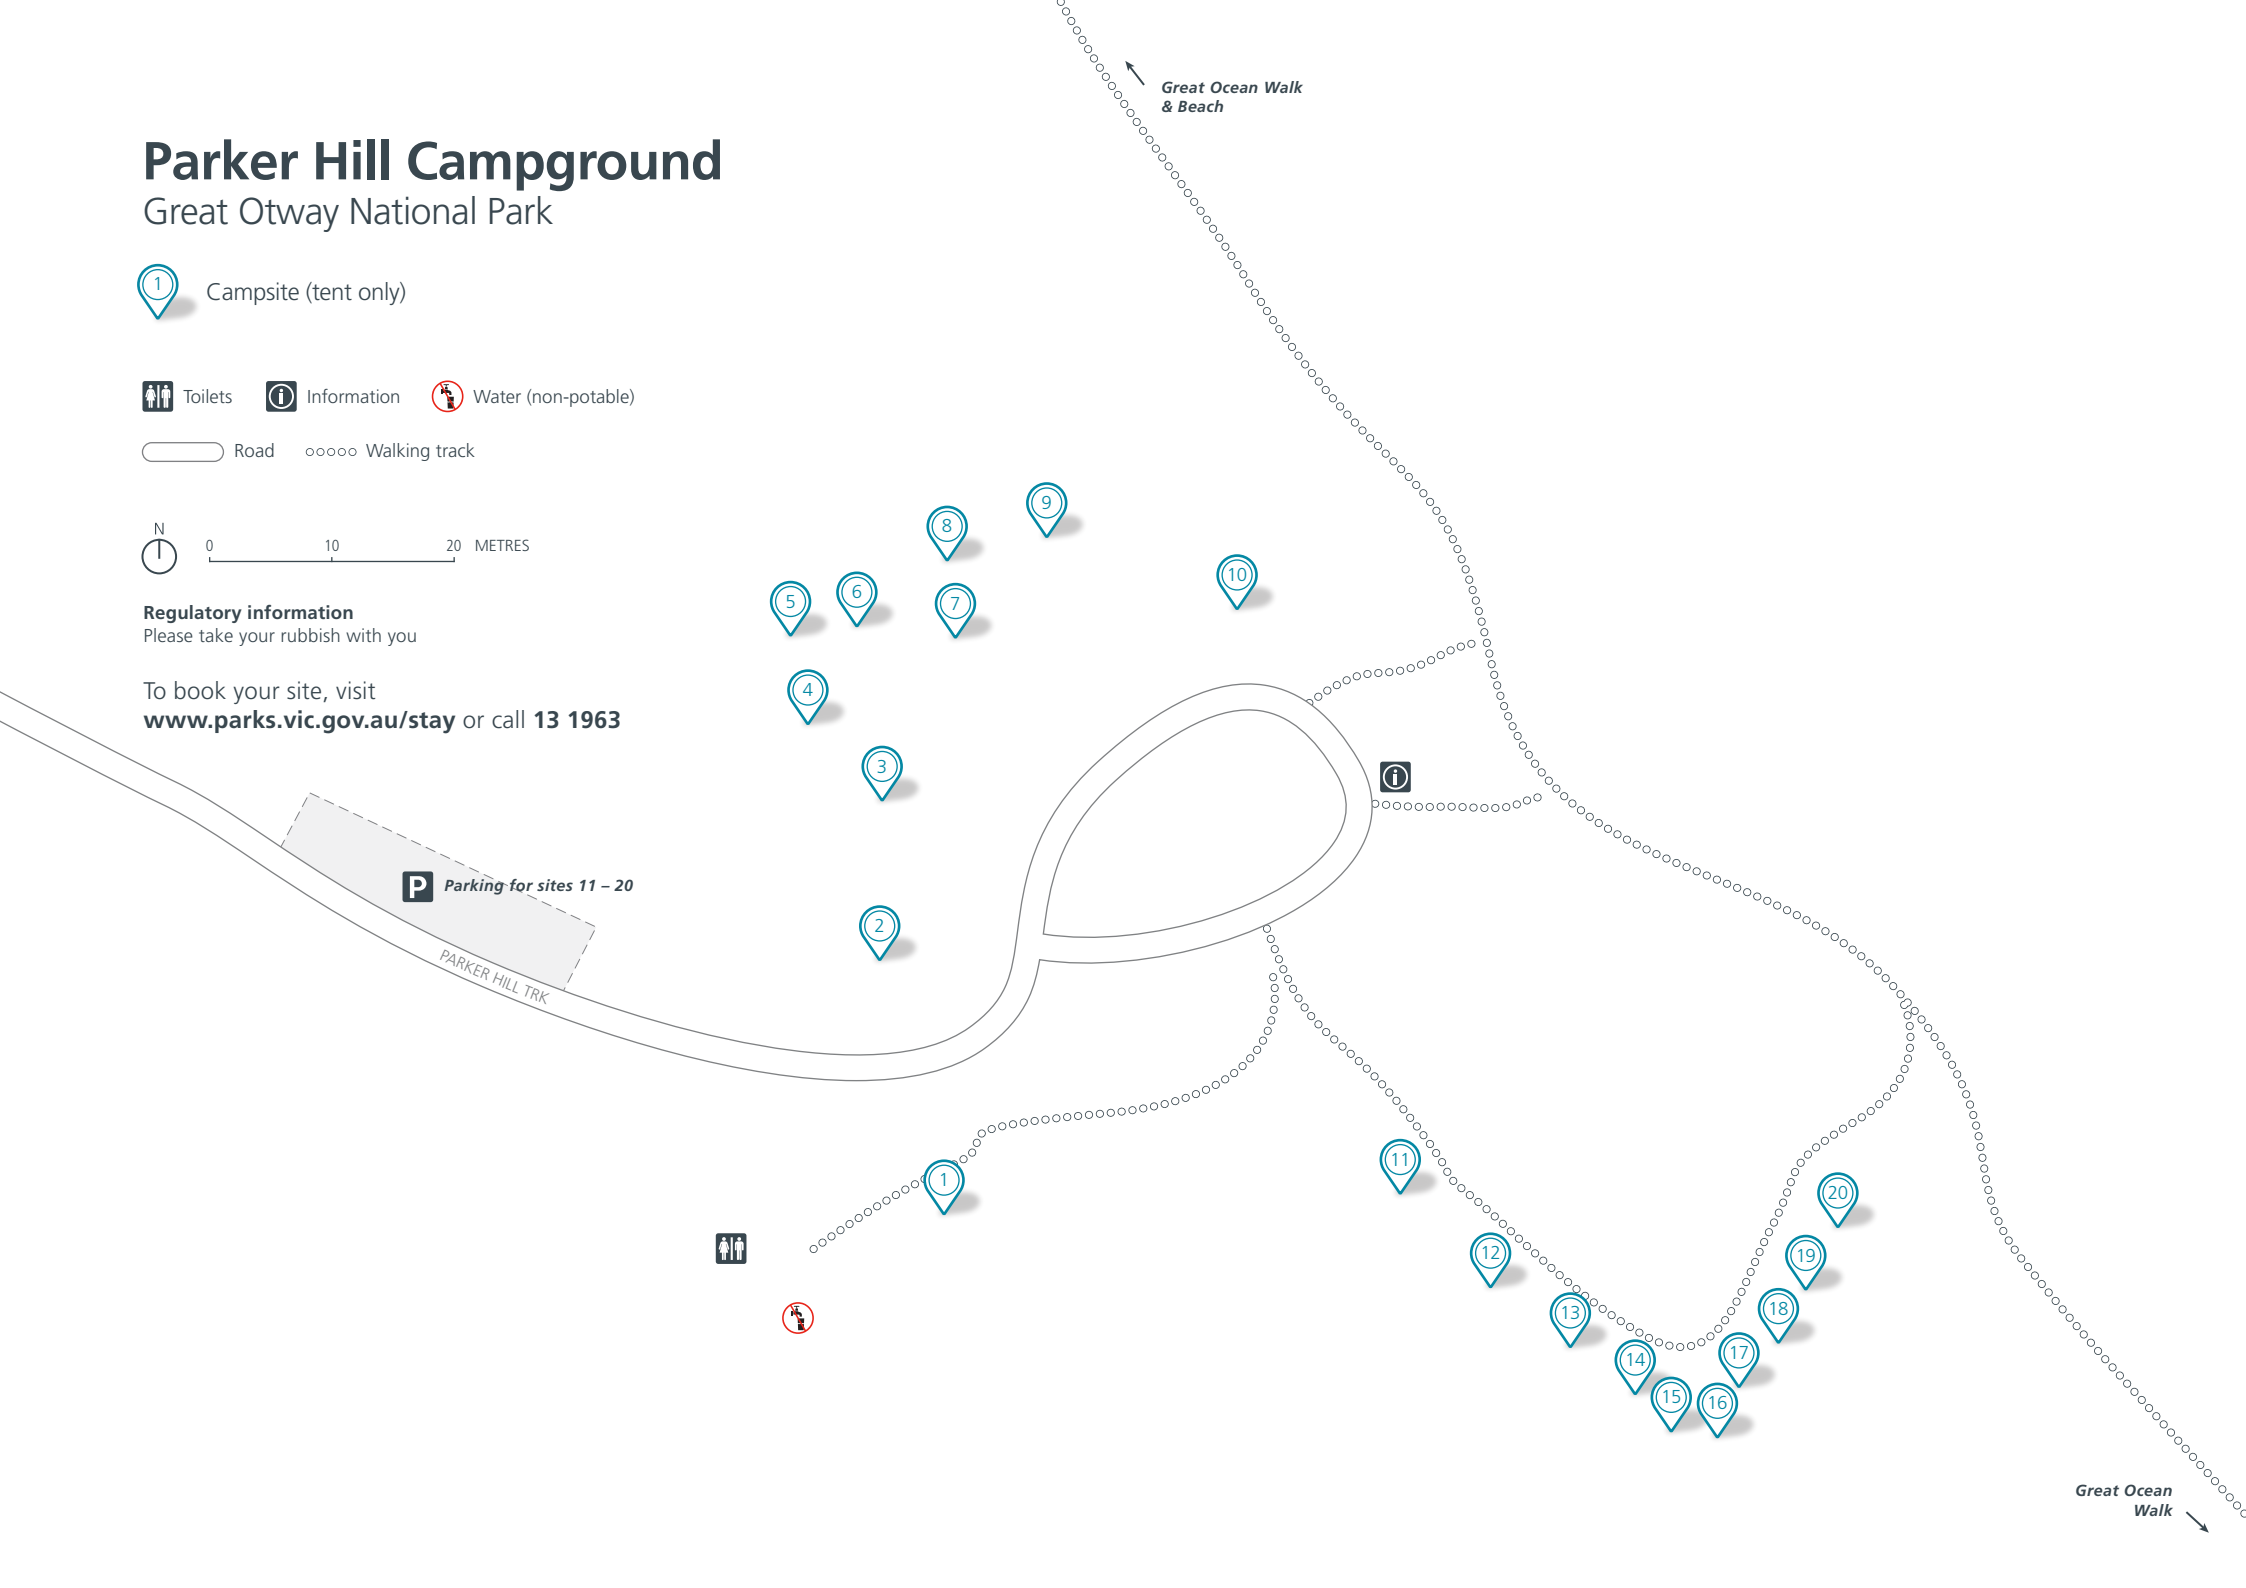 Great Ocean Walk
& Beach
Parker Hill Campground
Great Otway National Park
1 Campsite (tent only)
Toilets Information Water (non-potable)
Road Walking track
N
0 10 20 METRES
Regulatory information
Please take your rubbish with you
To book your site, visit
www.parks.vic.gov.au/stay or call 13 1963
9
8
10
6
5
7
4
3
i
P Parking for sites 11 – 20
2
PARKER HILL TRK
11
1
20
12
19
18
13
17
14
15
16
Great Ocean
Walk